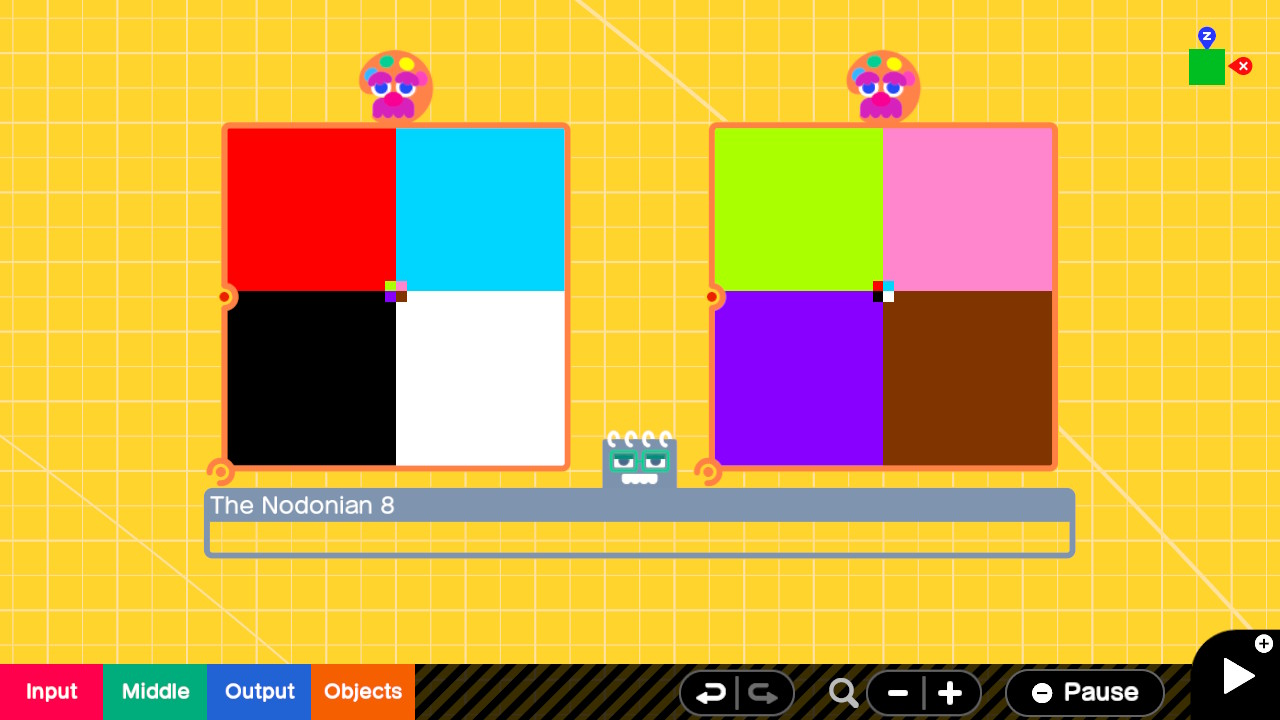 Z
X
The Nodonian 8
Input
Middle
Output
Objects
Pause